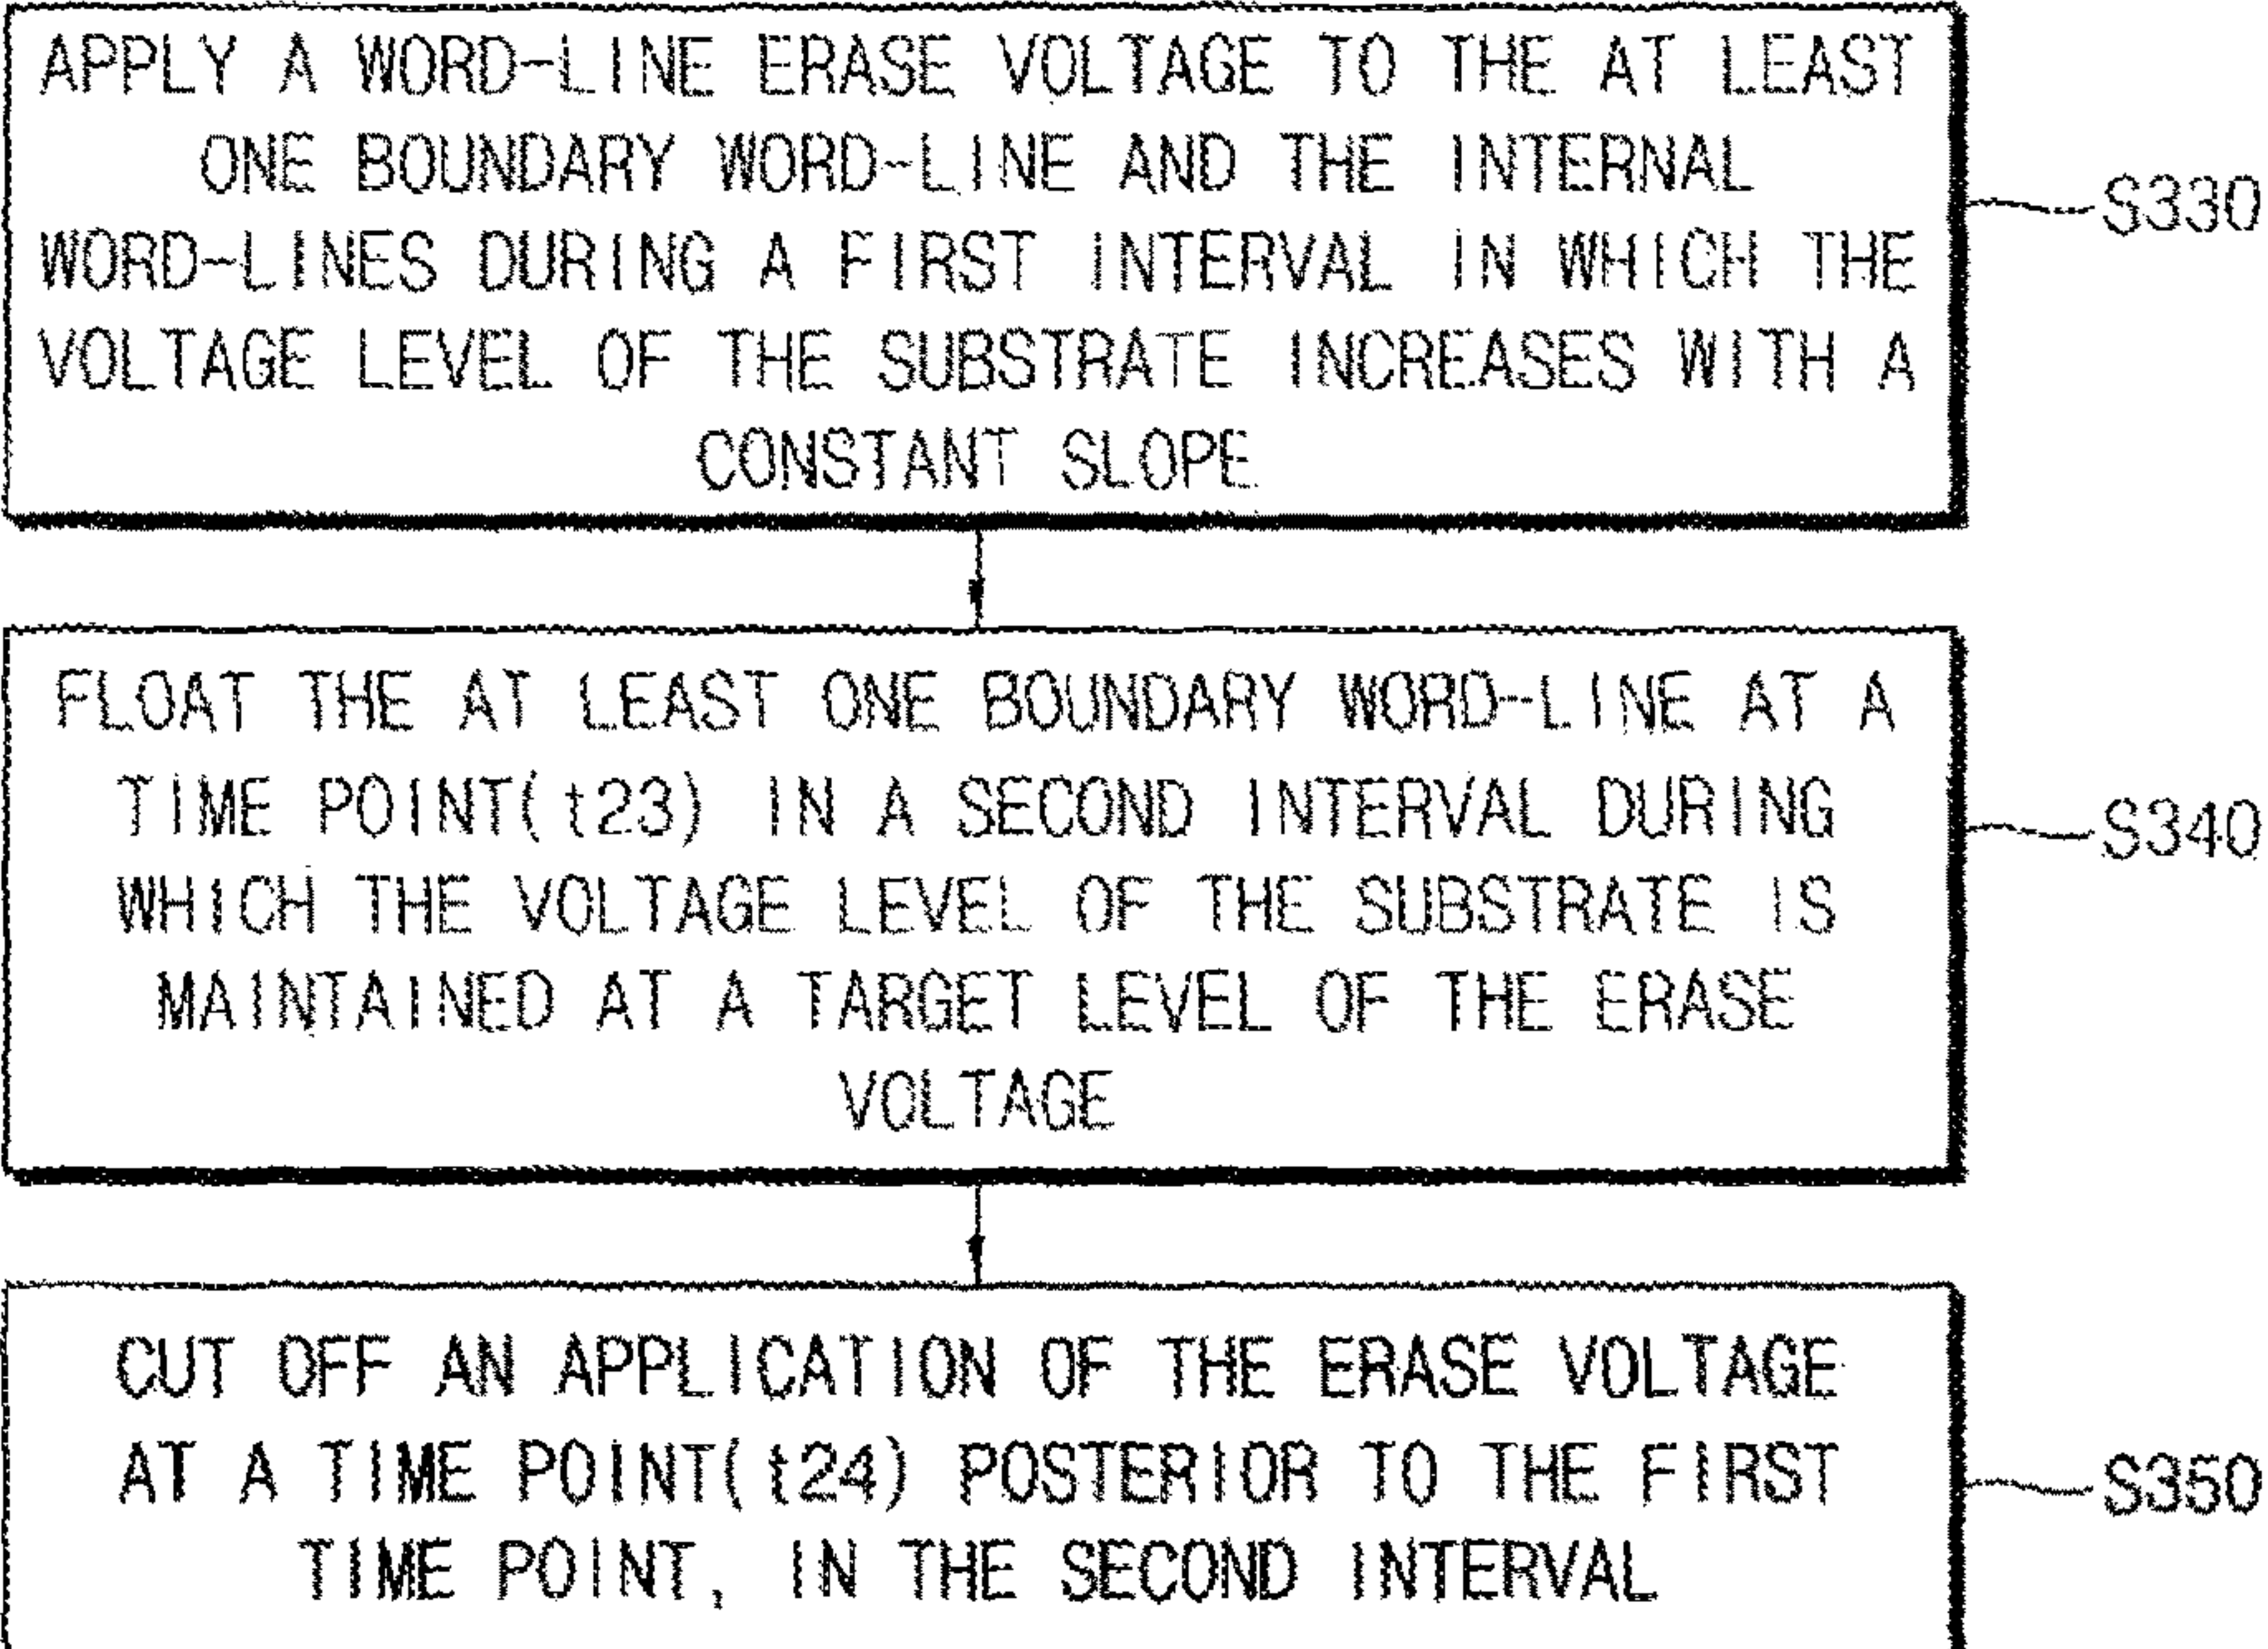 APPLY A WORD-LINE ERASE VOLTAGE TO THE AT LEAST
ONE BOUNDARY WORD-LINE AND THE INTERNAL
WORD-LINES DURING A FIRST INTERVAL IN WHICH THE
VOLTAGE LEVEL OF THE SUBSTRATE INCREASES WITH A
CONSTANT SLOPE
S330
FLOAT THE AT LEAST ONE BOUNDARY WORD-LINE AT A
TIME POINT(t23) IN A SECOND INTERVAL DURING
WHICH THE VOLTAGE LEVEL OF THE SUBSTRATE IS
MAINTAINED AT A TARGET LEVEL OF THE ERASE
VOLTAGE
S340
CUT OFF AN APPLICATION OF THE ERASE VOLTAGE
AT A TIME POINT(t24) POSTERIOR TO THE FIRST
TIME POINT, IN THE SECOND INTERVAL
S350